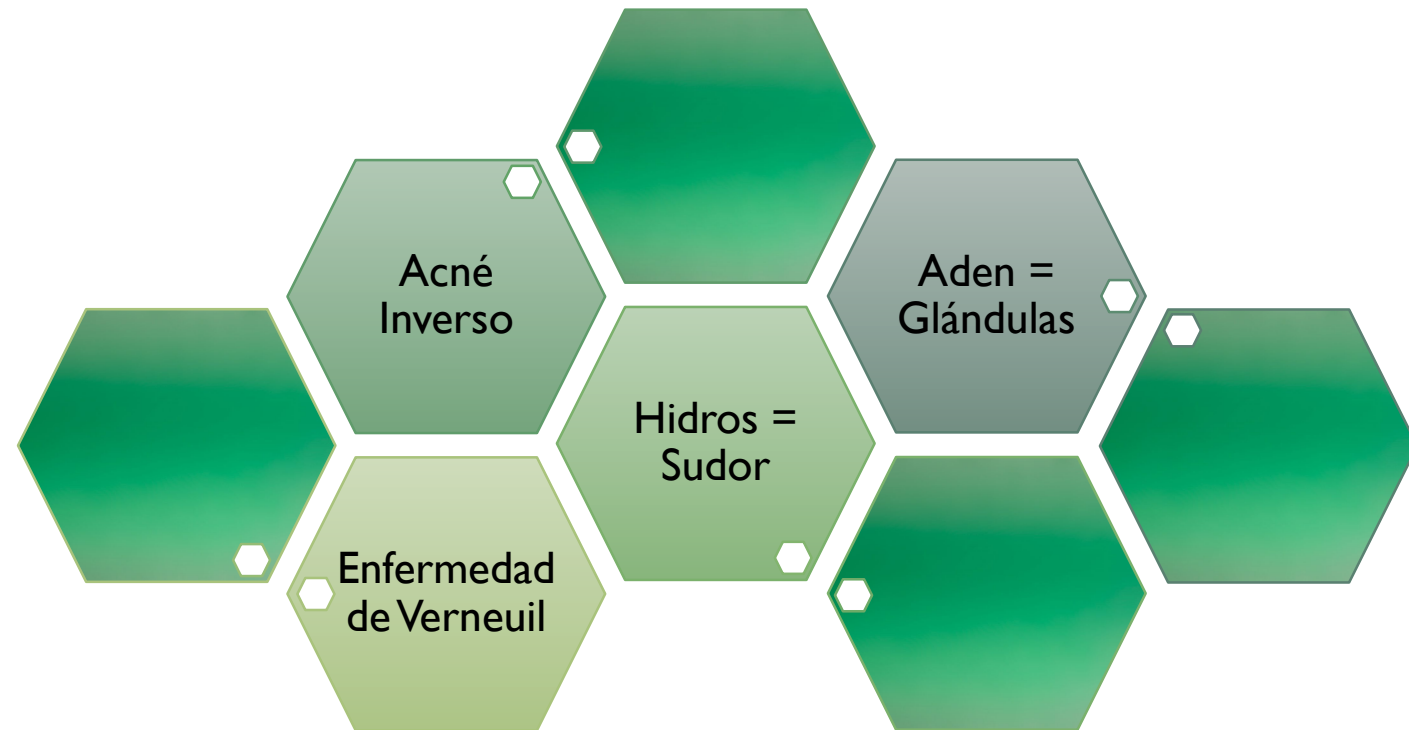 Acné
Inverso
Aden =
Glándulas
Hidros =
Sudor
Enfermedad
de Verneuil